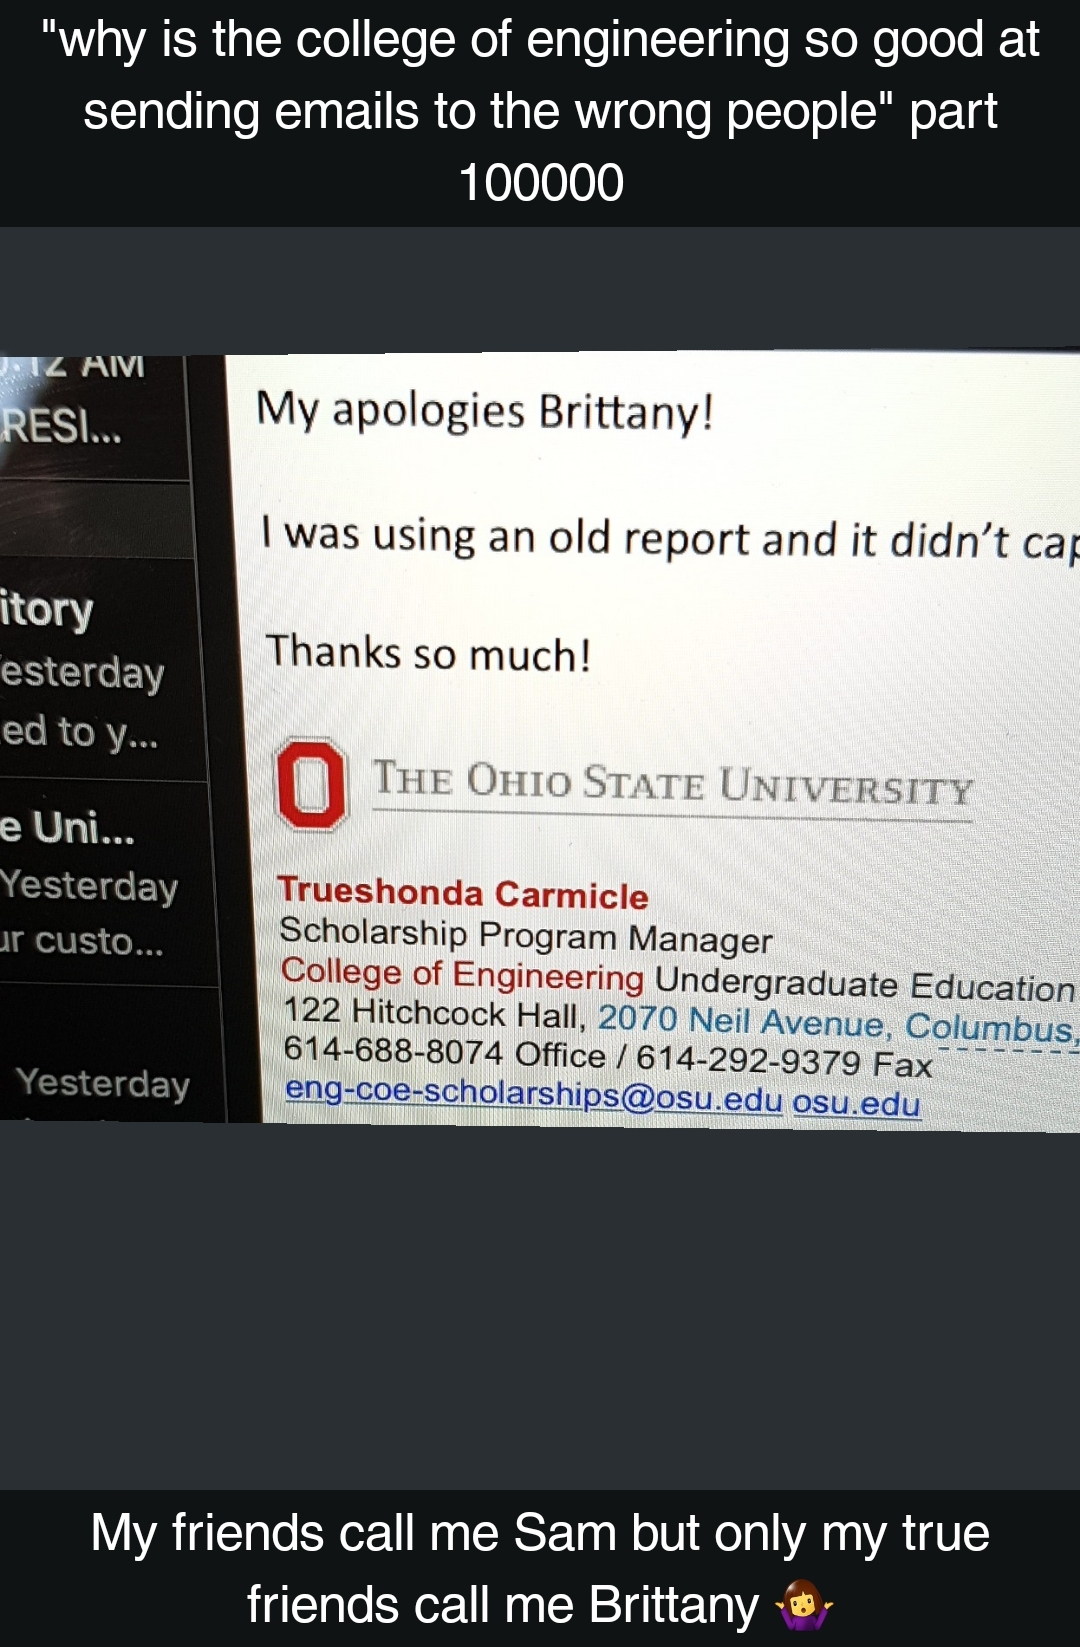 "why is the college of engineering so good at
sending emails to the wrong people" part
100000
AM
RESI...
My apologies Brittany!
I was using an old report and it didn't
itory
esterday
ed to y...
Thanks so much!
THE OHIO STATE UNIVERSITY
e Uni...
Yesterday
ur custo...
Trueshonda Carmicle
Scholarship Program Manager
College of Engineering Undergraduate Education
122 Hitchcock Hall, 2070 Neil Avenue, Columbus,
614-688-8074 Office / 614-292-9379 Fax
eng-coe-scholarships@osu.edu osu.edu
Yesterday
My friends call me Sam but only my true
friends call me Brittany 🤷‍♀️